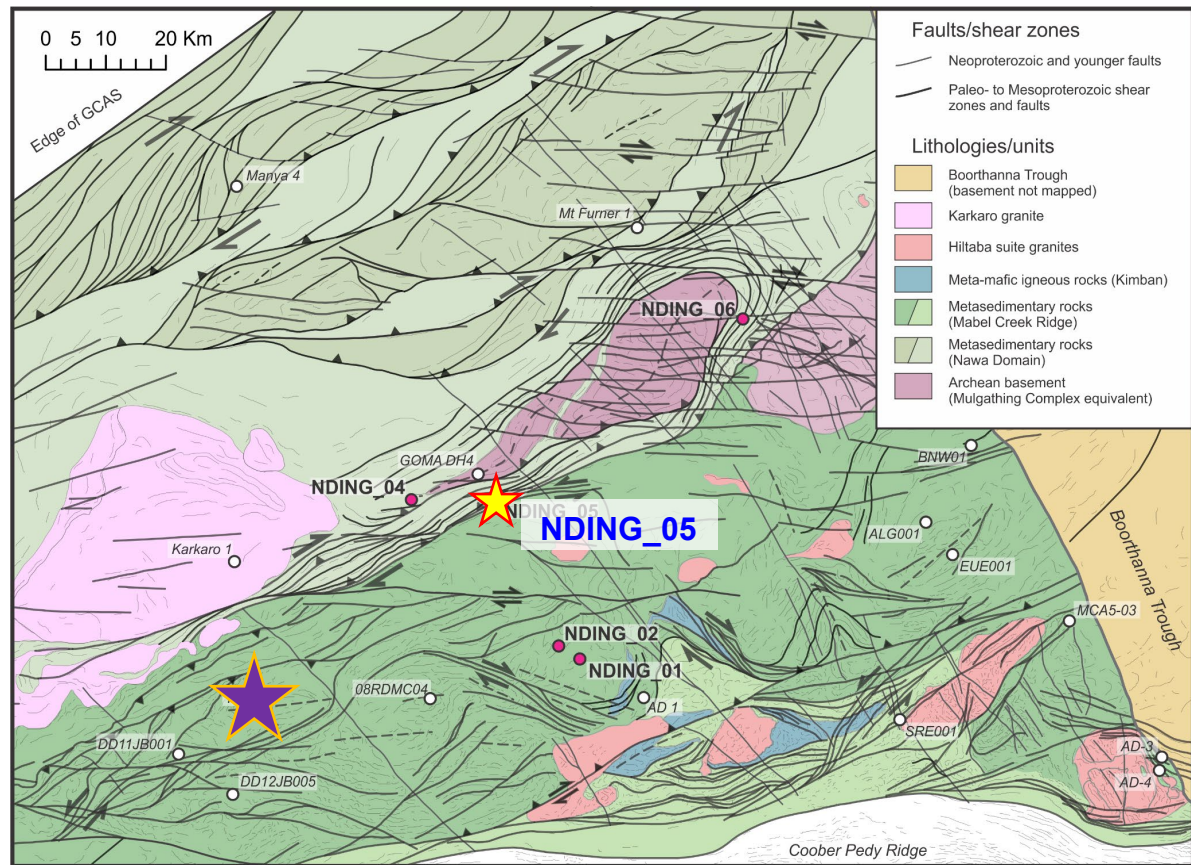 0 5 10 20 Km
Edge of GCAS
Manya 4
Mt Furner 1
NDING_06
GOMA DH4
NDING_04
NDING_05
NDING_05
Karkaro 1
BNW01
ALG001
EUE001
Boorthanna Trough
MCA5-03
NDING_02
NDING_01
08RDMC04
AD 1
SRE001
DD11JB001
DD12JB005
AD-3
AD-4
Coober Pedy Ridge
Faults/shear zones
Neoproterozoic and younger faults
Paleo- to Mesoproterozoic shear
zones and faults
Lithologies/units
Boorthanna Trough
(basement not mapped)
Karkaro granite
Hiltaba suite granites
Meta-mafic igneous rocks (Kimban)
Metasedimentary rocks
(Mabel Creek Ridge)
Metasedimentary rocks
(Nawa Domain)
Archean basement
(Mulgathing Complex equivalent)